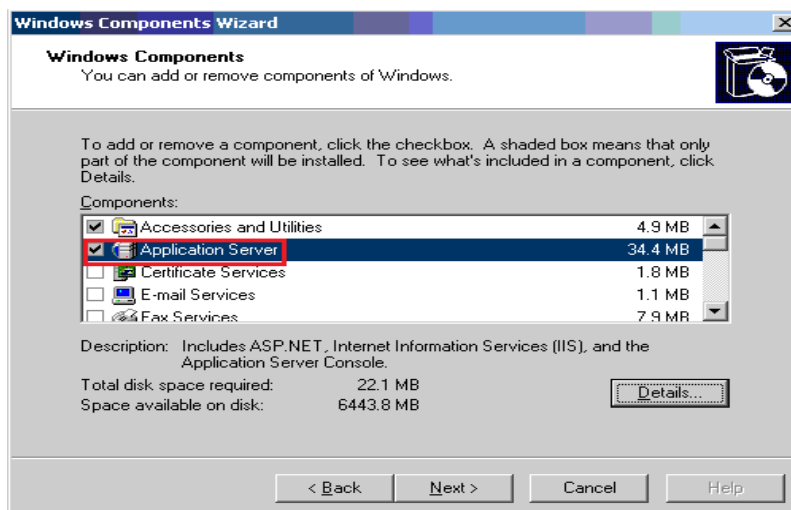 Windows Components Wizard
Windows Components
You can add or remove components of Windows.
To add or remove a component, click the checkbox. A shaded box means that only
part of the component will be installed. To see what's included in a component, click
Details.
Components:
Accessories and Utilities 4.9 MB
Application Server 34.4 MB
Certificate Services 1.8 MB
E-mail Services 1.1 MB
Fax Services 7.9 MB
Description: Includes ASP.NET, Internet Information Services (IIS), and the
Application Server Console.
Total disk space required: 22.1 MB
Space available on disk: 6443.8 MB
Details...
< Back Next > Cancel Help